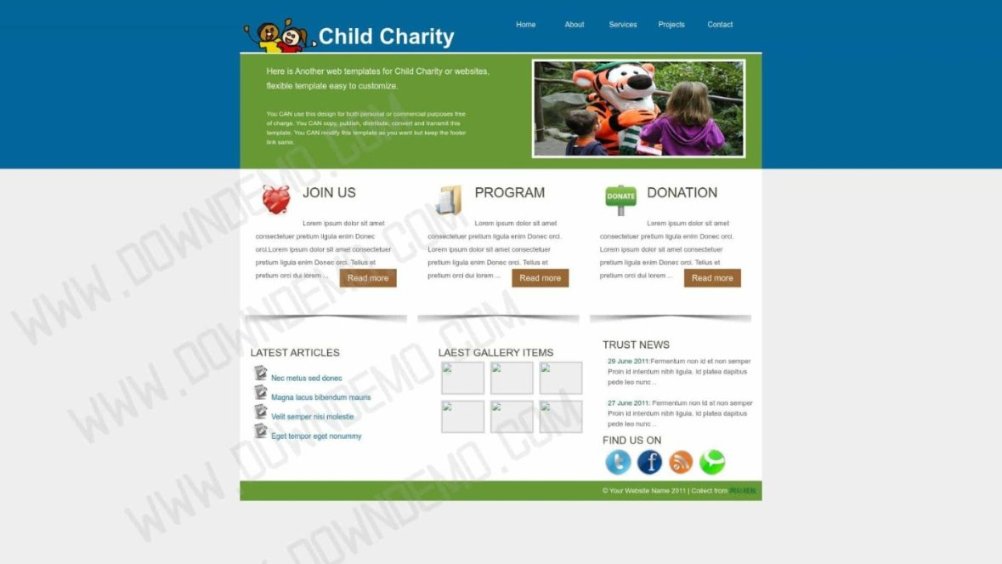 Child Charity
Home
About
Services
Projects
Contact
Here is Another web templates for Child Charity or websites,
flexible template easy to customize.
You CAN use this design for both personal or commercial purposes free
of charge. You CAN copy, publish, distribute, convert and transmit this
template. You CAN modify this template as you want but keep the footer
link same.
JOIN US
Lorem ipsum dolor sit amet
consectetuer pretium ligula enim Donec
orci.Lorem ipsum dolor sit amet consectetuer
pretium ligula enim Donec orci. Tellus et
pretium orci dui lorem ...
Read more
PROGRAM
Lorem ipsum dolor sit amet
consectetuer pretium ligula enim Donec orci.
Lorem ipsum dolor sit amet consectetuer
pretium ligula enim Donec orci. Tellus et
pretium orci dui lorem ...
Read more
DONATE
DONATION
Lorem ipsum dolor sit amet
consectetuer pretium ligula enim Donec orci.
Lorem ipsum dolor sit amet consectetuer
pretium ligula enim Donec orci. Tellus et
pretium orci dui lorem ...
Read more
LATEST ARTICLES
Nec metus sed donec
Magna lacus bibendum mauris
Velit semper nisi molestie
Eget tempor eget nonummy
LAEST GALLERY ITEMS
TRUST NEWS
29 June 2011:Fermentum non id et non semper
Proin id interdum nibh ligula. Id platea dapibus
pede leo nunc ..
27 June 2011: Fermentum non id et non semper
Proin id interdum nibh ligula. Id platea dapibus
pede leo nunc ..
FIND US ON
© Your Website Name 2011 | Collect from
WWW.DOWNDEMO.COM
WWW.DOWNDEMO.COM
WWW.DOWNDEMO.COM
WWW.DOWNDEMO.COM